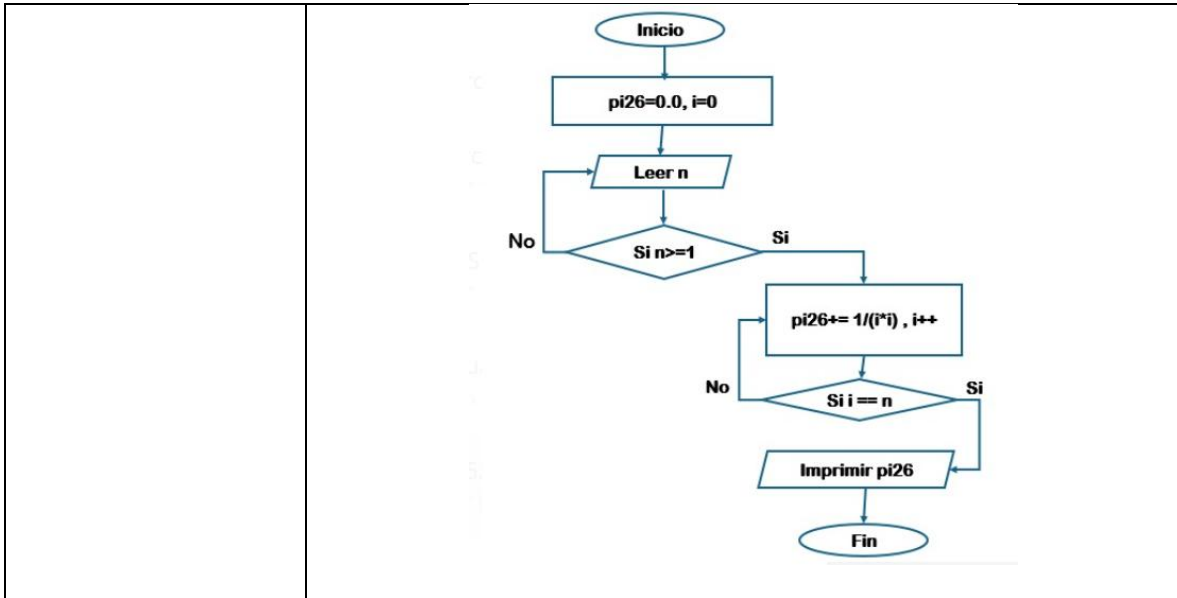 Inicio
pi26=0.0, i=0
Leer n
No
Si n>=1
Si
pi26+= 1/(i*i) , i++
No
Si i == n
Si
Imprimir pi26
Fin